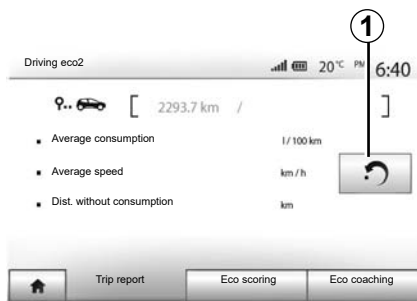 1
Driving eco2 20°C PM 6:40
[ 2293.7 km / ]
Average consumption l / 100 km
Average speed km / h
Dist. without consumption km
Trip report Eco scoring Eco coaching